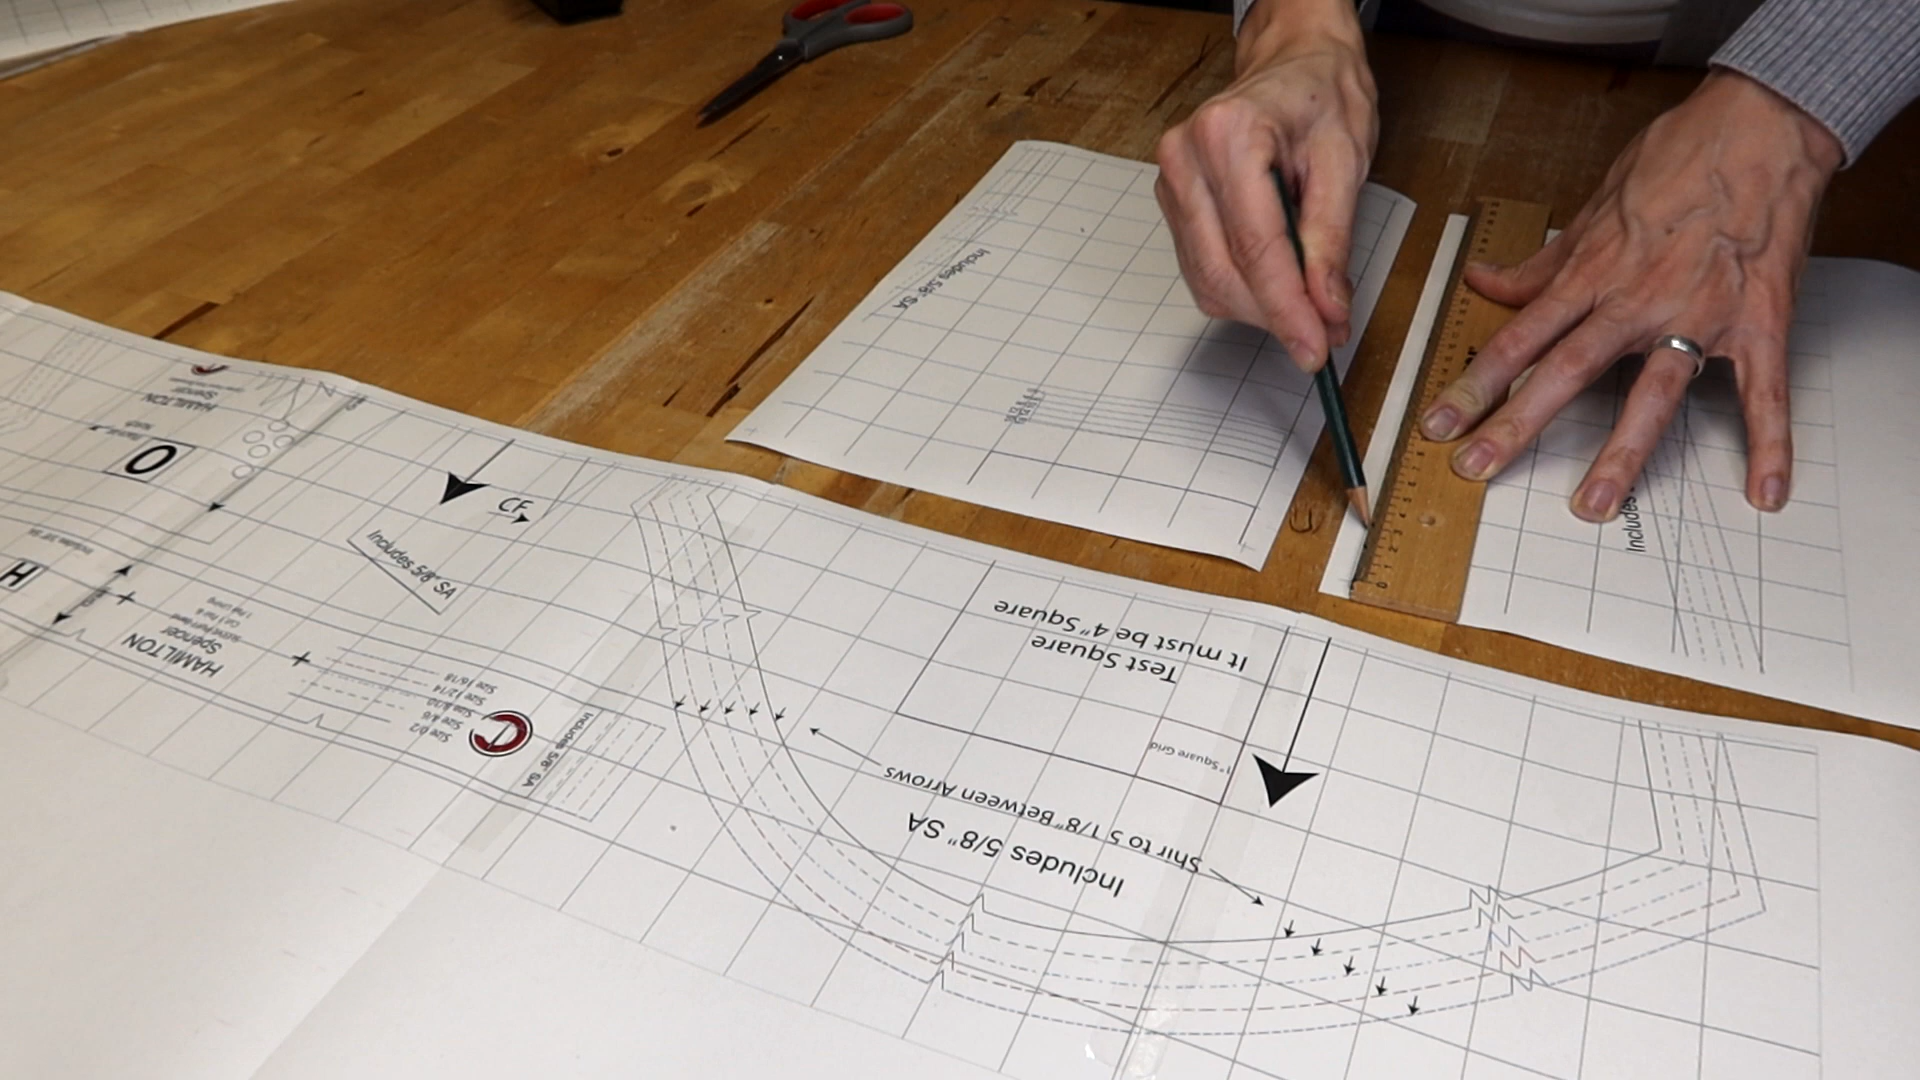 Includes 5/8" SA
Includes
CF
Includes 5/8" SA
O
HAMILTON
Spencer
H
HAMILTON
Spencer
Size 16/18
Size 12/14
Size 8/10
Size 4/6
Size 0/2
Includes 5/8" SA
Test Square
It must be 4" Square
1" Square Grid
Shir to 5 1/8" Between Arrows
Includes 5/8" SA